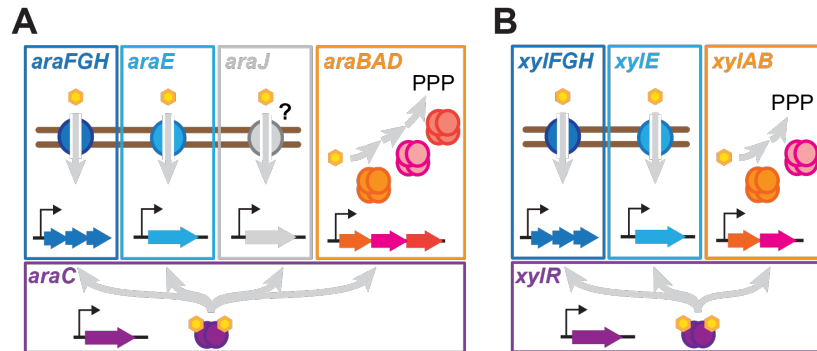 A
araFGH
araE
araJ
araBAD
?
PPP
araC
B
xylFGH
xylE
xylAB
PPP
xylR